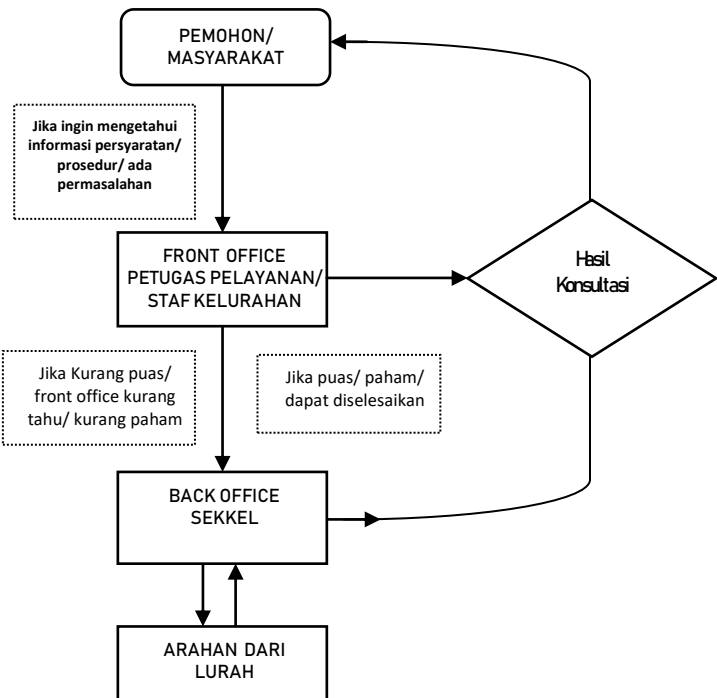 PEMOHON/
MASYARAKAT
Jika ingin mengetahui
informasi persyaratan/
prosedur/ ada
permasalahan
FRONT OFFICE
PETUGAS PELAYANAN/
STAF KELURAHAN
Hasil
Konsultasi
Jika Kurang puas/
front office kurang
tahu/ kurang paham
Jika puas/ paham/
dapat diselesaikan
BACK OFFICE
SEKKEL
ARAHAN DARI
LURAH